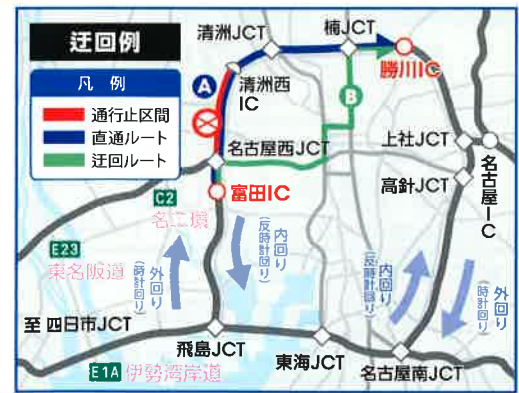 迂回例
凡 例
通行止区間
直通ルート
迂回ルート
清洲JCT
楠JCT
勝川IC
A
清洲西
IC
B
名古屋西JCT
上社JCT
高針JCT
名古屋IC
富田IC
C2
名二環
E23
東名阪道
外回り
(時計回り)
内回り
(反時計回り)
内回り
(反時計回り)
外回り
(時計回り)
至 四日市JCT
飛島JCT
東海JCT
名古屋南JCT
E1A 伊勢湾岸道